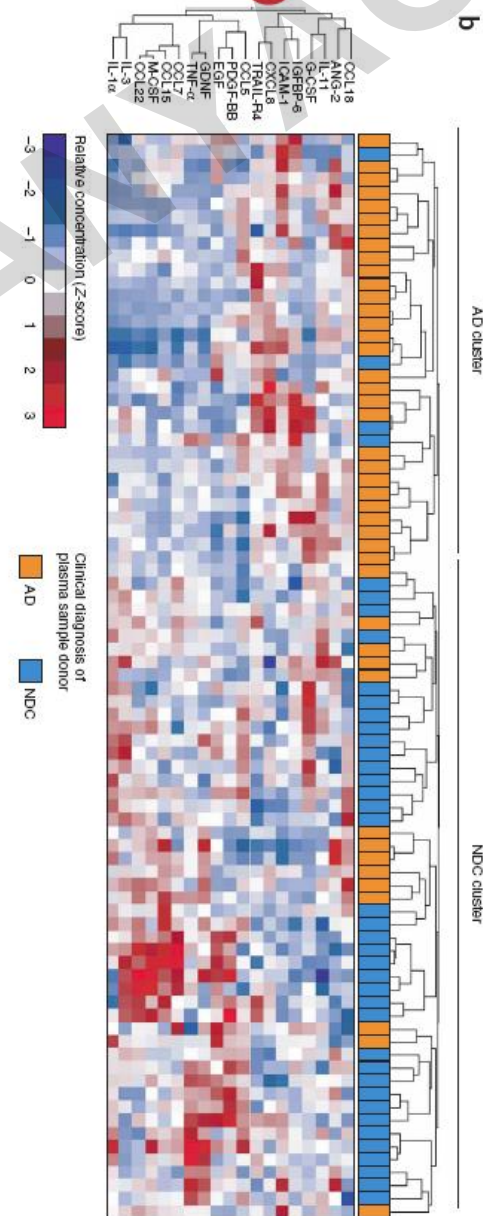 b
AD cluster
NDC cluster
CCL18
ANG-2
IL-11
G-CSF
IGFBP-6
ICAM-1
CXCL8
TRAIL-R4
CCL5
PDGF-BB
EGF
GDNF
TNF-α
CCL7
CCL15
M-CSF
CCL22
IL-3
IL-1α
–3 –2 –1 0 1 2 3
Relative concentration (Z-score)
Clinical diagnosis of
plasma sample donor
AD
NDC